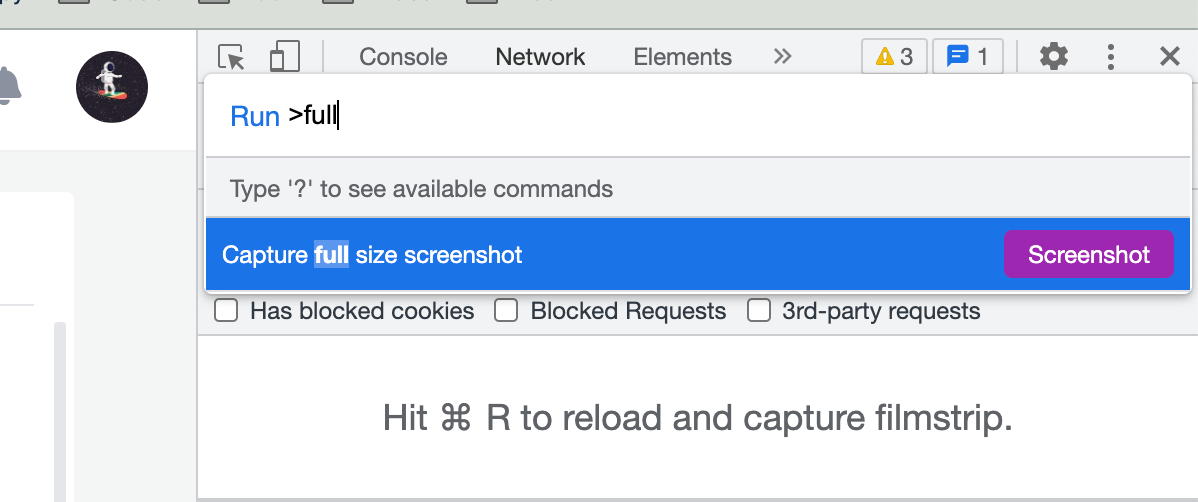 Console Network Elements 3 1
Run >full
Type '?' to see available commands
Capture full size screenshot Screenshot
Has blocked cookies Blocked Requests 3rd-party requests
Hit ⌘ R to reload and capture filmstrip.